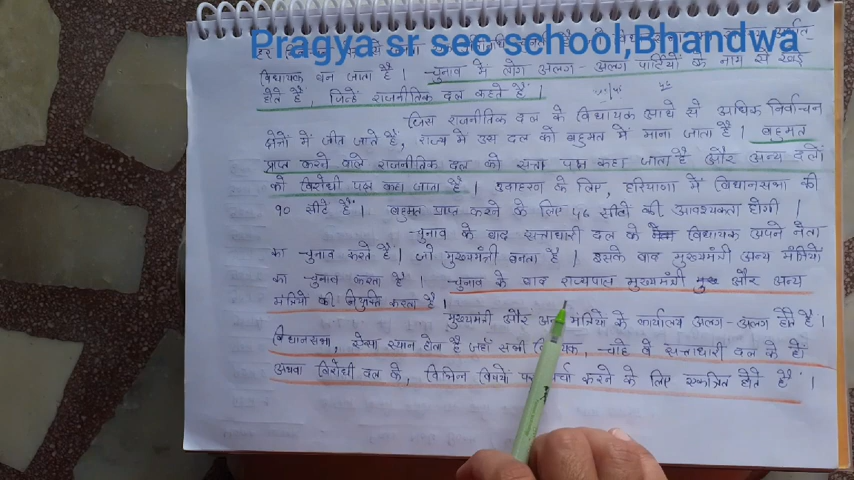 Pragya sr sec school,Bhandwa
विधायक बन जाता है । चुनाव में लोग अलग - अलग पार्टियों के नाम से खड़े
होते हैं, जिन्हें राजनीतिक दल कहते हैं ।
जिस राजनीतिक दल के विधायक आधे से अधिक निर्वाचन
क्षेत्रों में जीत जाते हैं, राज्य में उस दल को बहुमत में माना जाता है । बहुमत
प्राप्त करने वाले राजनीतिक दल को सत्ता पक्ष कहा जाता है और अन्य दलों
को विरोधी पक्ष कहा जाता है । उदाहरण के लिए, हरियाणा में विधानसभा की
90 सीटें हैं । बहुमत प्राप्त करने के लिए 46 सीटों की आवश्यकता होगी ।
चुनाव के बाद सत्ताधारी दल के विधायक अपने नेता
का चुनाव करते हैं । जो मुख्यमंत्री बनता है । इसके बाद मुख्यमंत्री अन्य मंत्रियों
का चुनाव करता है । चुनाव के बाद राज्यपाल मुख्यमंत्री और अन्य
मंत्रियों की नियुक्ति करता है ।
मुख्यमंत्री और मंत्रियों के कार्यालय अलग-अलग होते हैं ।
विधानसभा, ऐसा स्थान होता है जहाँ सभी चाहे वे सत्ताधारी दल के हों
अथवा विरोधी दल के, विभिन्न विषयों करने के लिए एकत्रित होते हैं ।